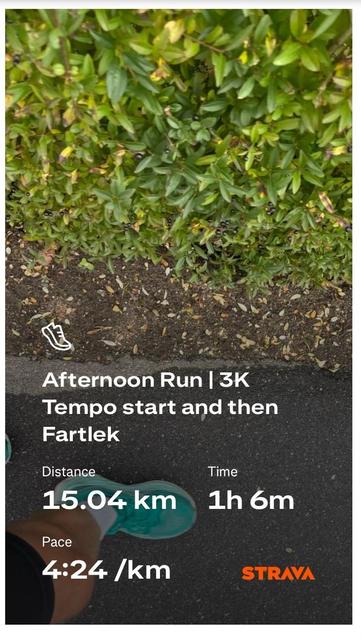 Afternoon Run | 3K
Tempo start and then
Fartlek
Distance Time
15.04 km 1h 6m
Pace
4:24 /km
STRAVA